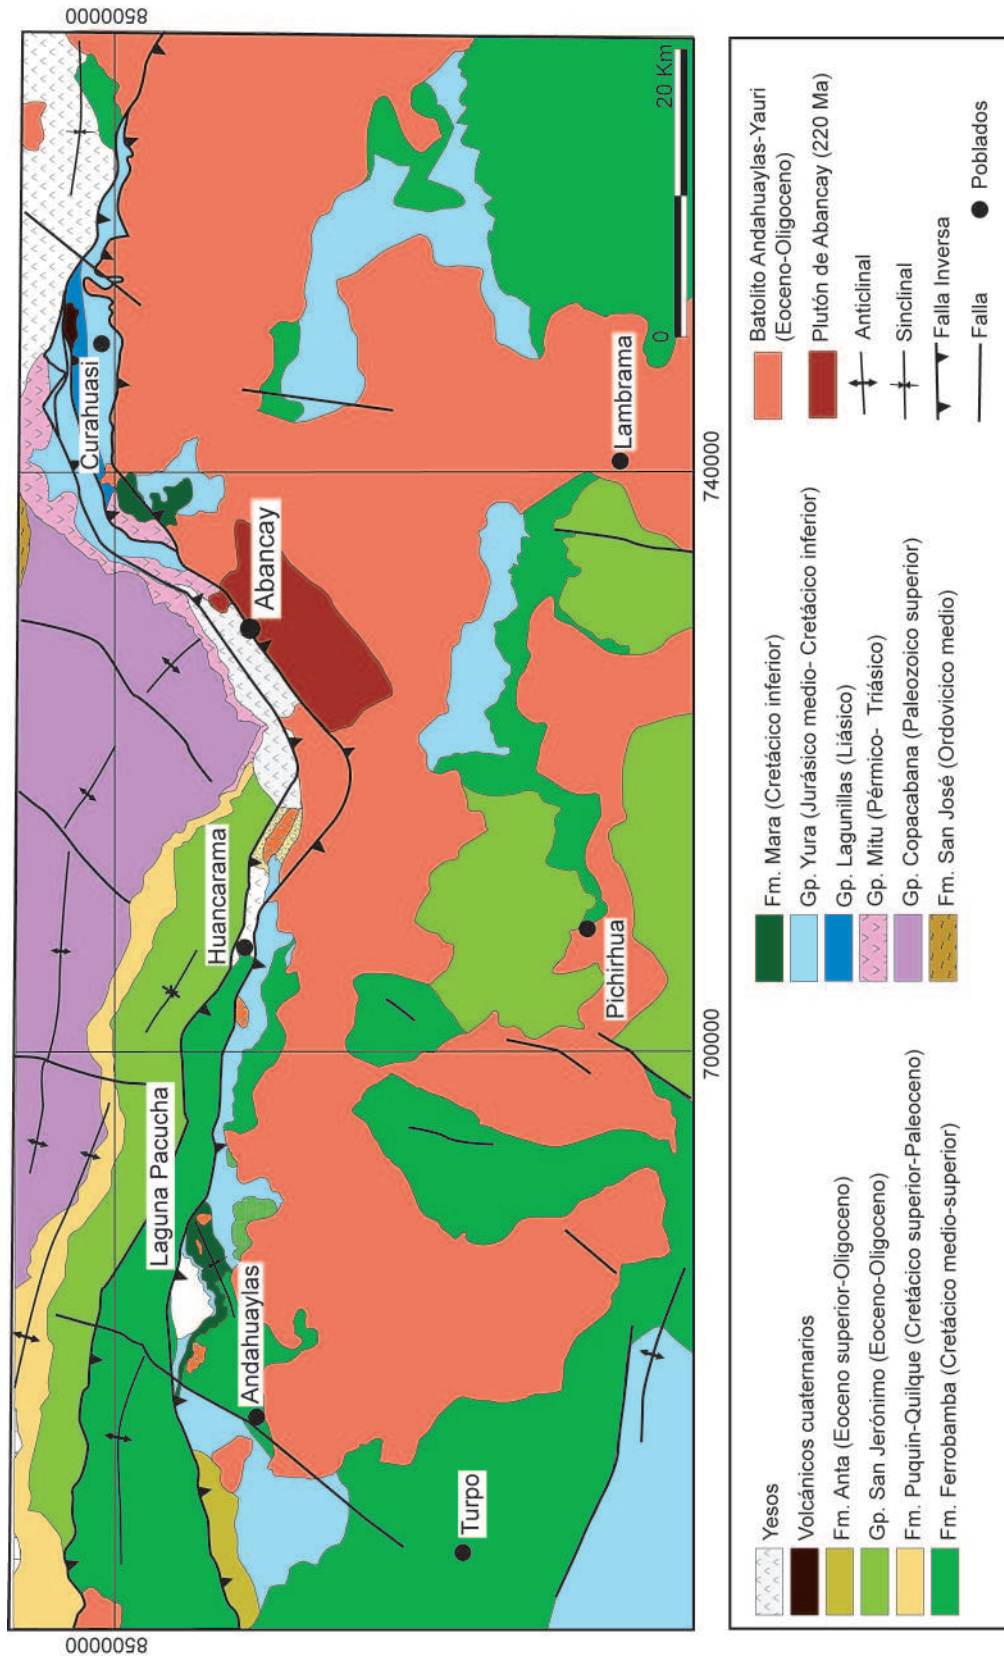 8500000
8500000
Curahuasi
Abancay
Huancarama
Laguna Pacucha
Andahuaylas
Turpo
Pichirhua
Lambrama
0
20 Km
700000
740000
Yesos
Volcánicos cuaternarios
Fm. Anta (Eoceno superior-Oligoceno)
Gp. San Jerónimo (Eoceno-Oligoceno)
Fm. Puquin-Quilque (Cretácico superior-Paleoceno)
Fm. Ferrobamba (Cretácico medio-superior)
Fm. Mara (Cretácico inferior)
Gp. Yura (Jurásico medio- Cretácico inferior)
Gp. Lagunillas (Liásico)
Gp. Mitu (Pérmico- Triásico)
Gp. Copacabana (Paleozoico superior)
Fm. San José (Ordovicico medio)
Batolito Andahuaylas-Yauri
(Eoceno-Oligoceno)
Plutón de Abancay (220 Ma)
Anticlinal
Sinclinal
Falla Inversa
Falla
Poblados